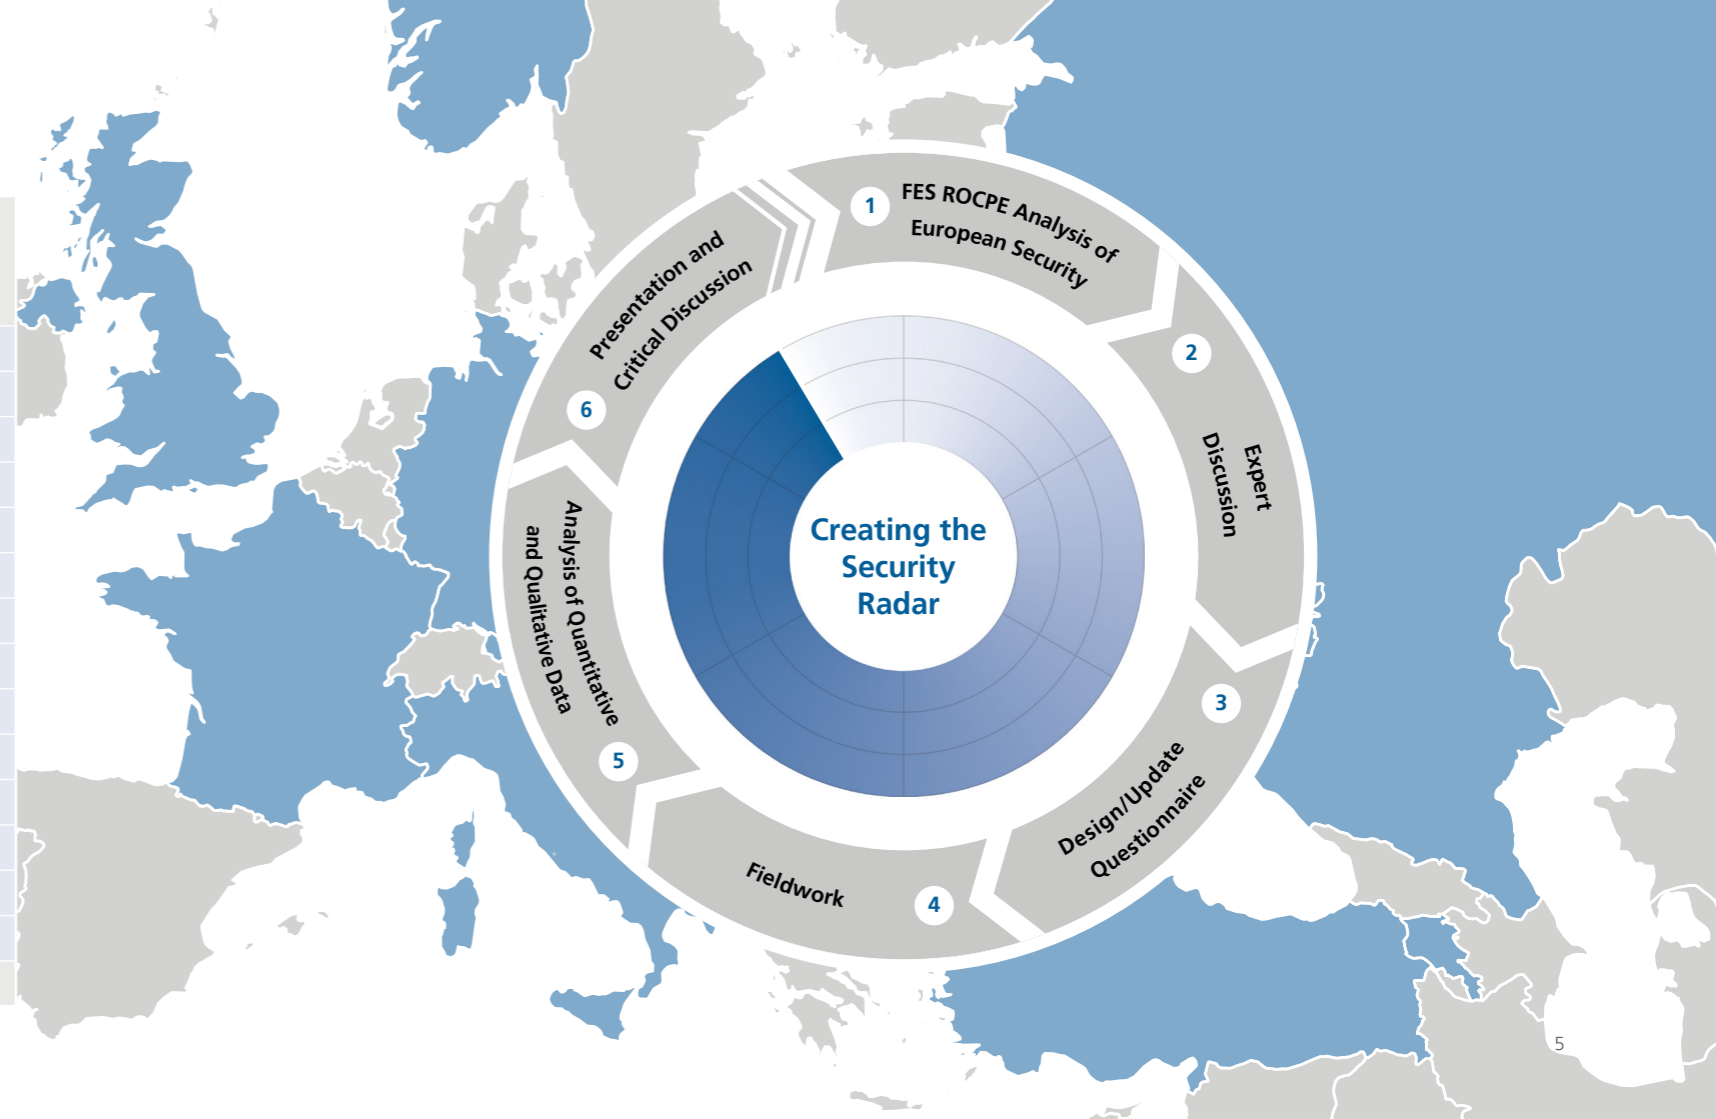 1
FES ROCPE Analysis of
European Security
2
Expert
Discussion
3
Design/Update
Questionnaire
4
Fieldwork
5
Analysis of Quantitative
and Qualitative Data
6
Presentation and
Critical Discussion
Creating the
Security
Radar
5